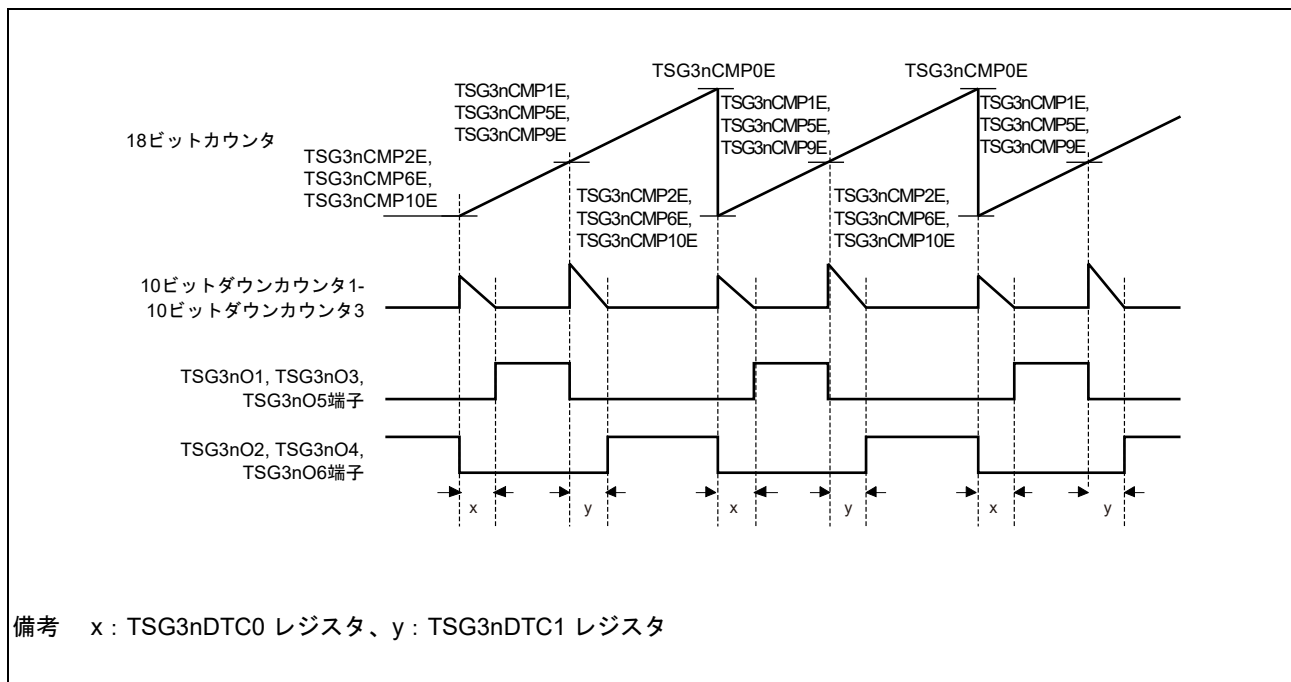 TSG3nCMP0E
TSG3nCMP0E
TSG3nCMP1E,
TSG3nCMP5E,
TSG3nCMP9E
TSG3nCMP1E,
TSG3nCMP5E,
TSG3nCMP9E
TSG3nCMP1E,
TSG3nCMP5E,
TSG3nCMP9E
18ビットカウンタ
TSG3nCMP2E,
TSG3nCMP6E,
TSG3nCMP10E
TSG3nCMP2E,
TSG3nCMP6E,
TSG3nCMP10E
TSG3nCMP2E,
TSG3nCMP6E,
TSG3nCMP10E
10ビットダウンカウンタ1-
10ビットダウンカウンタ3
TSG3nO1, TSG3nO3,
TSG3nO5端子
TSG3nO2, TSG3nO4,
TSG3nO6端子
x
y
x
y
x
y
備考 x：TSG3nDTC0 レジスタ、y：TSG3nDTC1 レジスタ